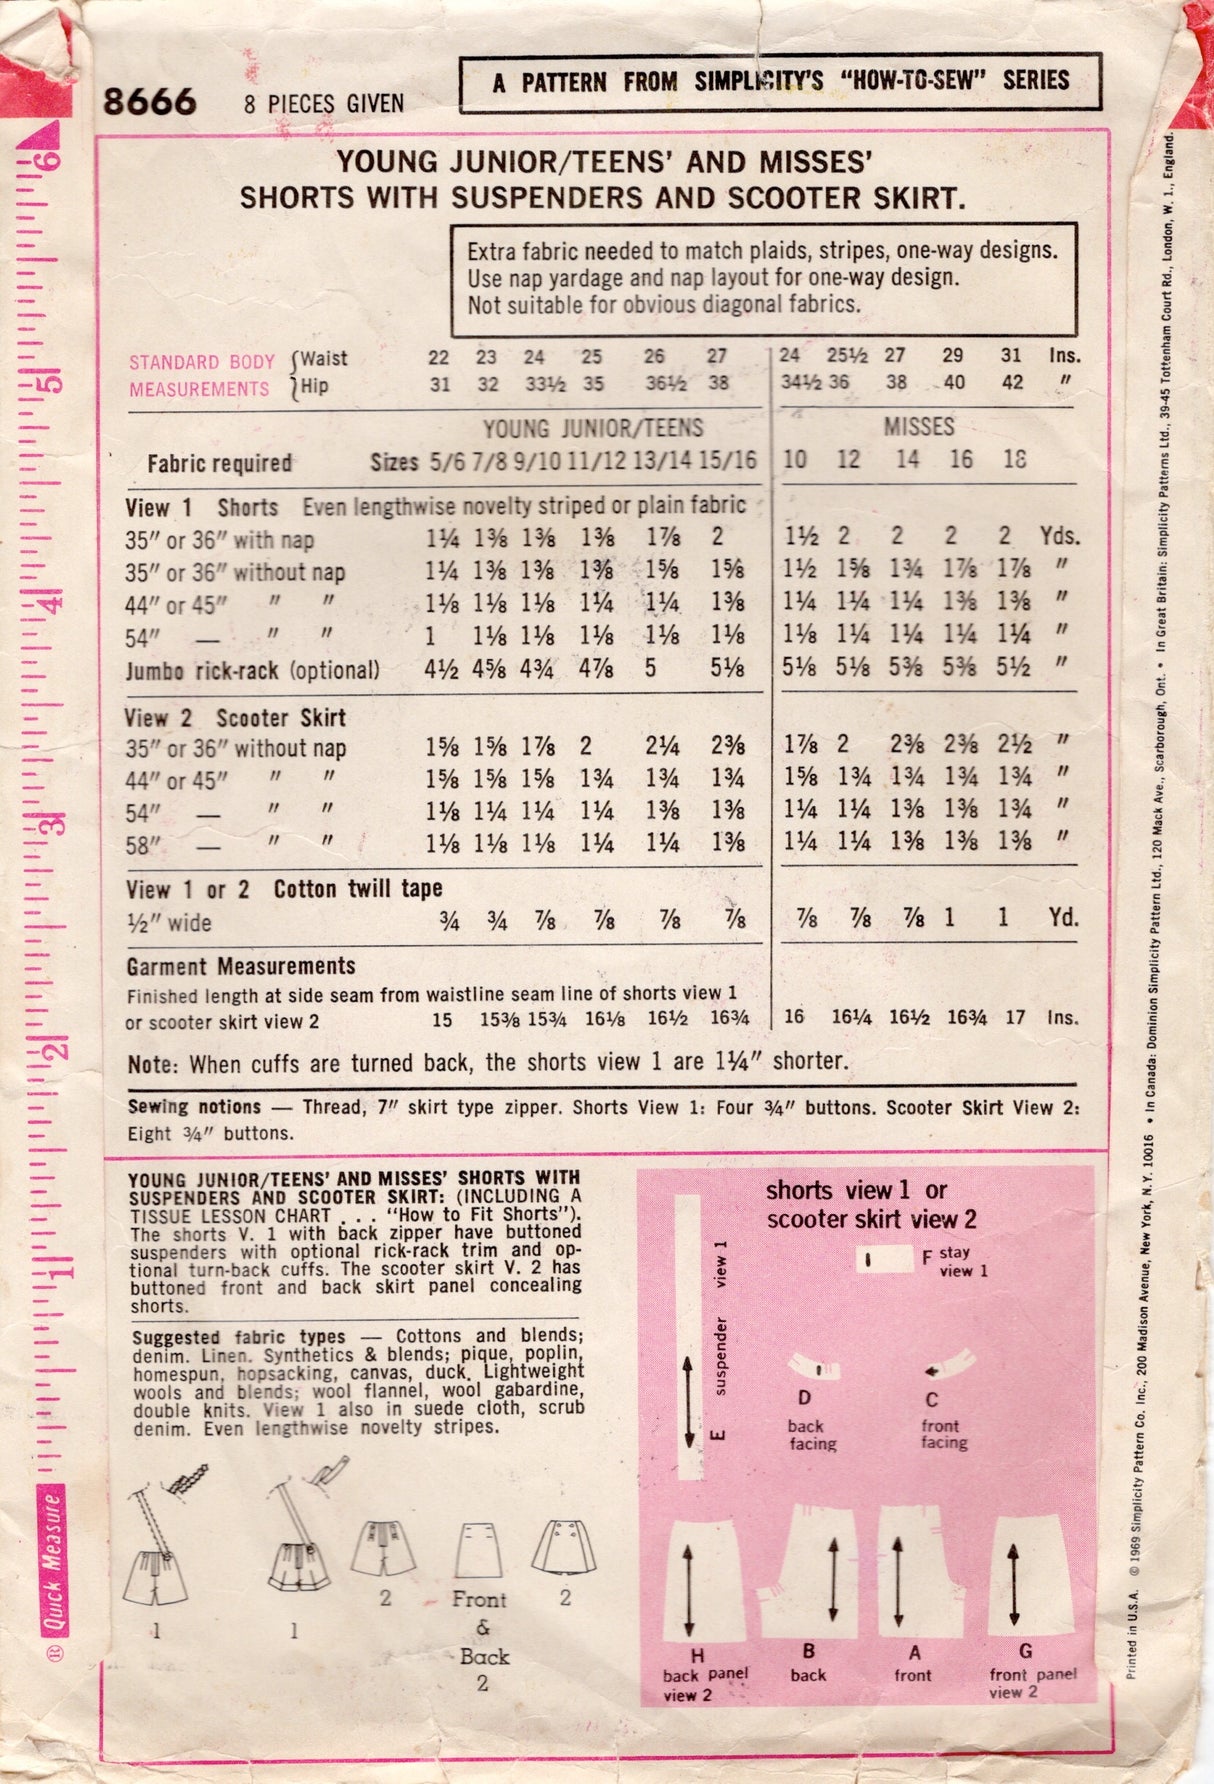 8666 8 PIECES GIVEN
A PATTERN FROM SIMPLICITY'S "HOW-TO-SEW" SERIES
YOUNG JUNIOR/TEENS' AND MISSES'
SHORTS WITH SUSPENDERS AND SCOOTER SKIRT.
Extra fabric needed to match plaids, stripes, one-way designs.
Use nap yardage and nap layout for one-way design.
Not suitable for obvious diagonal fabrics.
STANDARD BODY MEASUREMENTS
Waist 22 23 24 25 26 27 24 25½ 27 29 31 Ins.
Hip 31 32 33½ 35 36½ 38 34½ 36 38 40 42 "
YOUNG JUNIOR/TEENS MISSES
Fabric required Sizes 5/6 7/8 9/10 11/12 13/14 15/16 10 12 14 16 18
View 1 Shorts Even lengthwise novelty striped or plain fabric
35" or 36" with nap 1¼ 1⅜ 1⅜ 1⅜ 1⅞ 2 1½ 2 2 2 2 Yds.
35" or 36" without nap 1¼ 1⅜ 1⅜ 1⅜ 1⅝ 1⅝ 1½ 1⅝ 1¾ 1⅞ 1⅞ "
44" or 45" " " 1⅛ 1⅛ 1⅛ 1¼ 1¼ 1⅜ 1¼ 1¼ 1¼ 1⅜ 1⅜ "
54" — " " 1 1⅛ 1⅛ 1⅛ 1⅛ 1⅛ 1⅛ 1¼ 1¼ 1¼ 1¼ "
Jumbo rick-rack (optional) 4½ 4⅝ 4¾ 4⅞ 5 5⅛ 5⅛ 5⅛ 5⅜ 5⅜ 5½ "
View 2 Scooter Skirt
35" or 36" without nap 1⅝ 1⅝ 1⅞ 2 2¼ 2⅜ 1⅞ 2 2⅜ 2⅜ 2½ "
44" or 45" " " 1⅝ 1⅝ 1⅝ 1¾ 1¾ 1¾ 1⅝ 1¾ 1¾ 1¾ 1¾ "
54" — " " 1⅛ 1¼ 1¼ 1¼ 1⅜ 1⅜ 1¼ 1¼ 1⅜ 1⅜ 1¾ "
58" — " " 1⅛ 1⅛ 1⅛ 1¼ 1¼ 1⅜ 1¼ 1¼ 1⅜ 1⅜ 1⅜ "
View 1 or 2 Cotton twill tape
½" wide ¾ ¾ ⅞ ⅞ ⅞ ⅞ ⅞ ⅞ ⅞ 1 1 Yd.
Garment Measurements
Finished length at side seam from waistline seam line of shorts view 1
or scooter skirt view 2 15 15⅜ 15¾ 16⅛ 16½ 16¾ 16 16¼ 16½ 16¾ 17 Ins.
Note: When cuffs are turned back, the shorts view 1 are 1¼" shorter.
Sewing notions — Thread, 7" skirt type zipper. Shorts View 1: Four ¾" buttons. Scooter Skirt View 2:
Eight ¾" buttons.
YOUNG JUNIOR/TEENS' AND MISSES' SHORTS WITH
SUSPENDERS AND SCOOTER SKIRT: (INCLUDING A
TISSUE LESSON CHART . . . "How to Fit Shorts").
The shorts V. 1 with back zipper have buttoned
suspenders with optional rick-rack trim and op-
tional turn-back cuffs. The scooter skirt V. 2 has
buttoned front and back skirt panel concealing
shorts.
Suggested fabric types — Cottons and blends;
denim. Linen. Synthetics & blends; pique, poplin,
homespun, hopsacking, canvas, duck. Lightweight
wools and blends; wool flannel, wool gabardine,
double knits. View 1 also in suede cloth, scrub
denim. Even lengthwise novelty stripes.
1
1
2
Front
&
Back
2
2
shorts view 1 or
scooter skirt view 2
F stay
view 1
E suspender view 1
D
back
facing
C
front
facing
H
back panel
view 2
B
back
A
front
G
front panel
view 2
6
5
4
3
2
1
Quick Measure
®
Printed in U.S.A. © 1969 Simplicity Pattern Co. Inc., 200 Madison Avenue, New York, N.Y. 10016 • In Canada: Dominion Simplicity Pattern Ltd., 120 Mack Ave., Scarborough, Ont. • In Great Britain: Simplicity Patterns Ltd., 39-45 Tottenham Court Rd., London, W. 1., England.